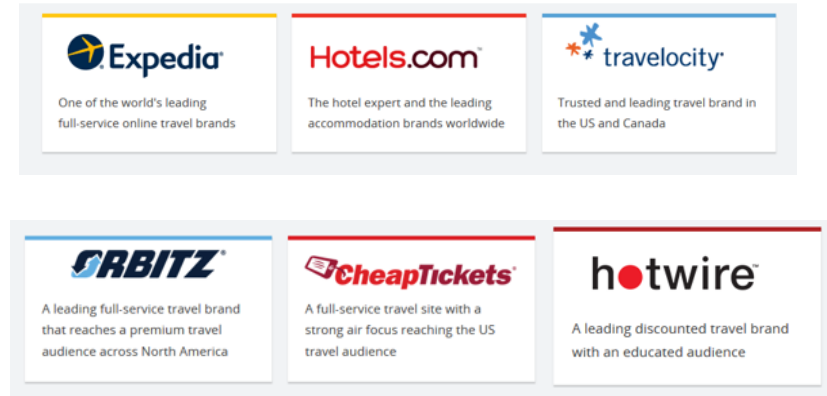 Expedia
One of the world's leading
full-service online travel brands
Hotels.com
The hotel expert and the leading
accommodation brands worldwide
travelocity
Trusted and leading travel brand in
the US and Canada
ORBITZ
A leading full-service travel brand
that reaches a premium travel
audience across North America
CheapTickets
A full-service travel site with a
strong air focus reaching the US
travel audience
hotwire
A leading discounted travel brand
with an educated audience